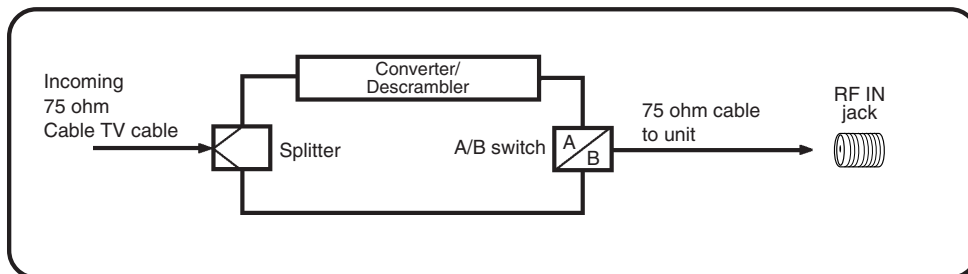 Converter/
Descrambler
Incoming
75 ohm
Cable TV cable
Splitter
A/B switch
A
B
75 ohm cable
to unit
RF IN
jack